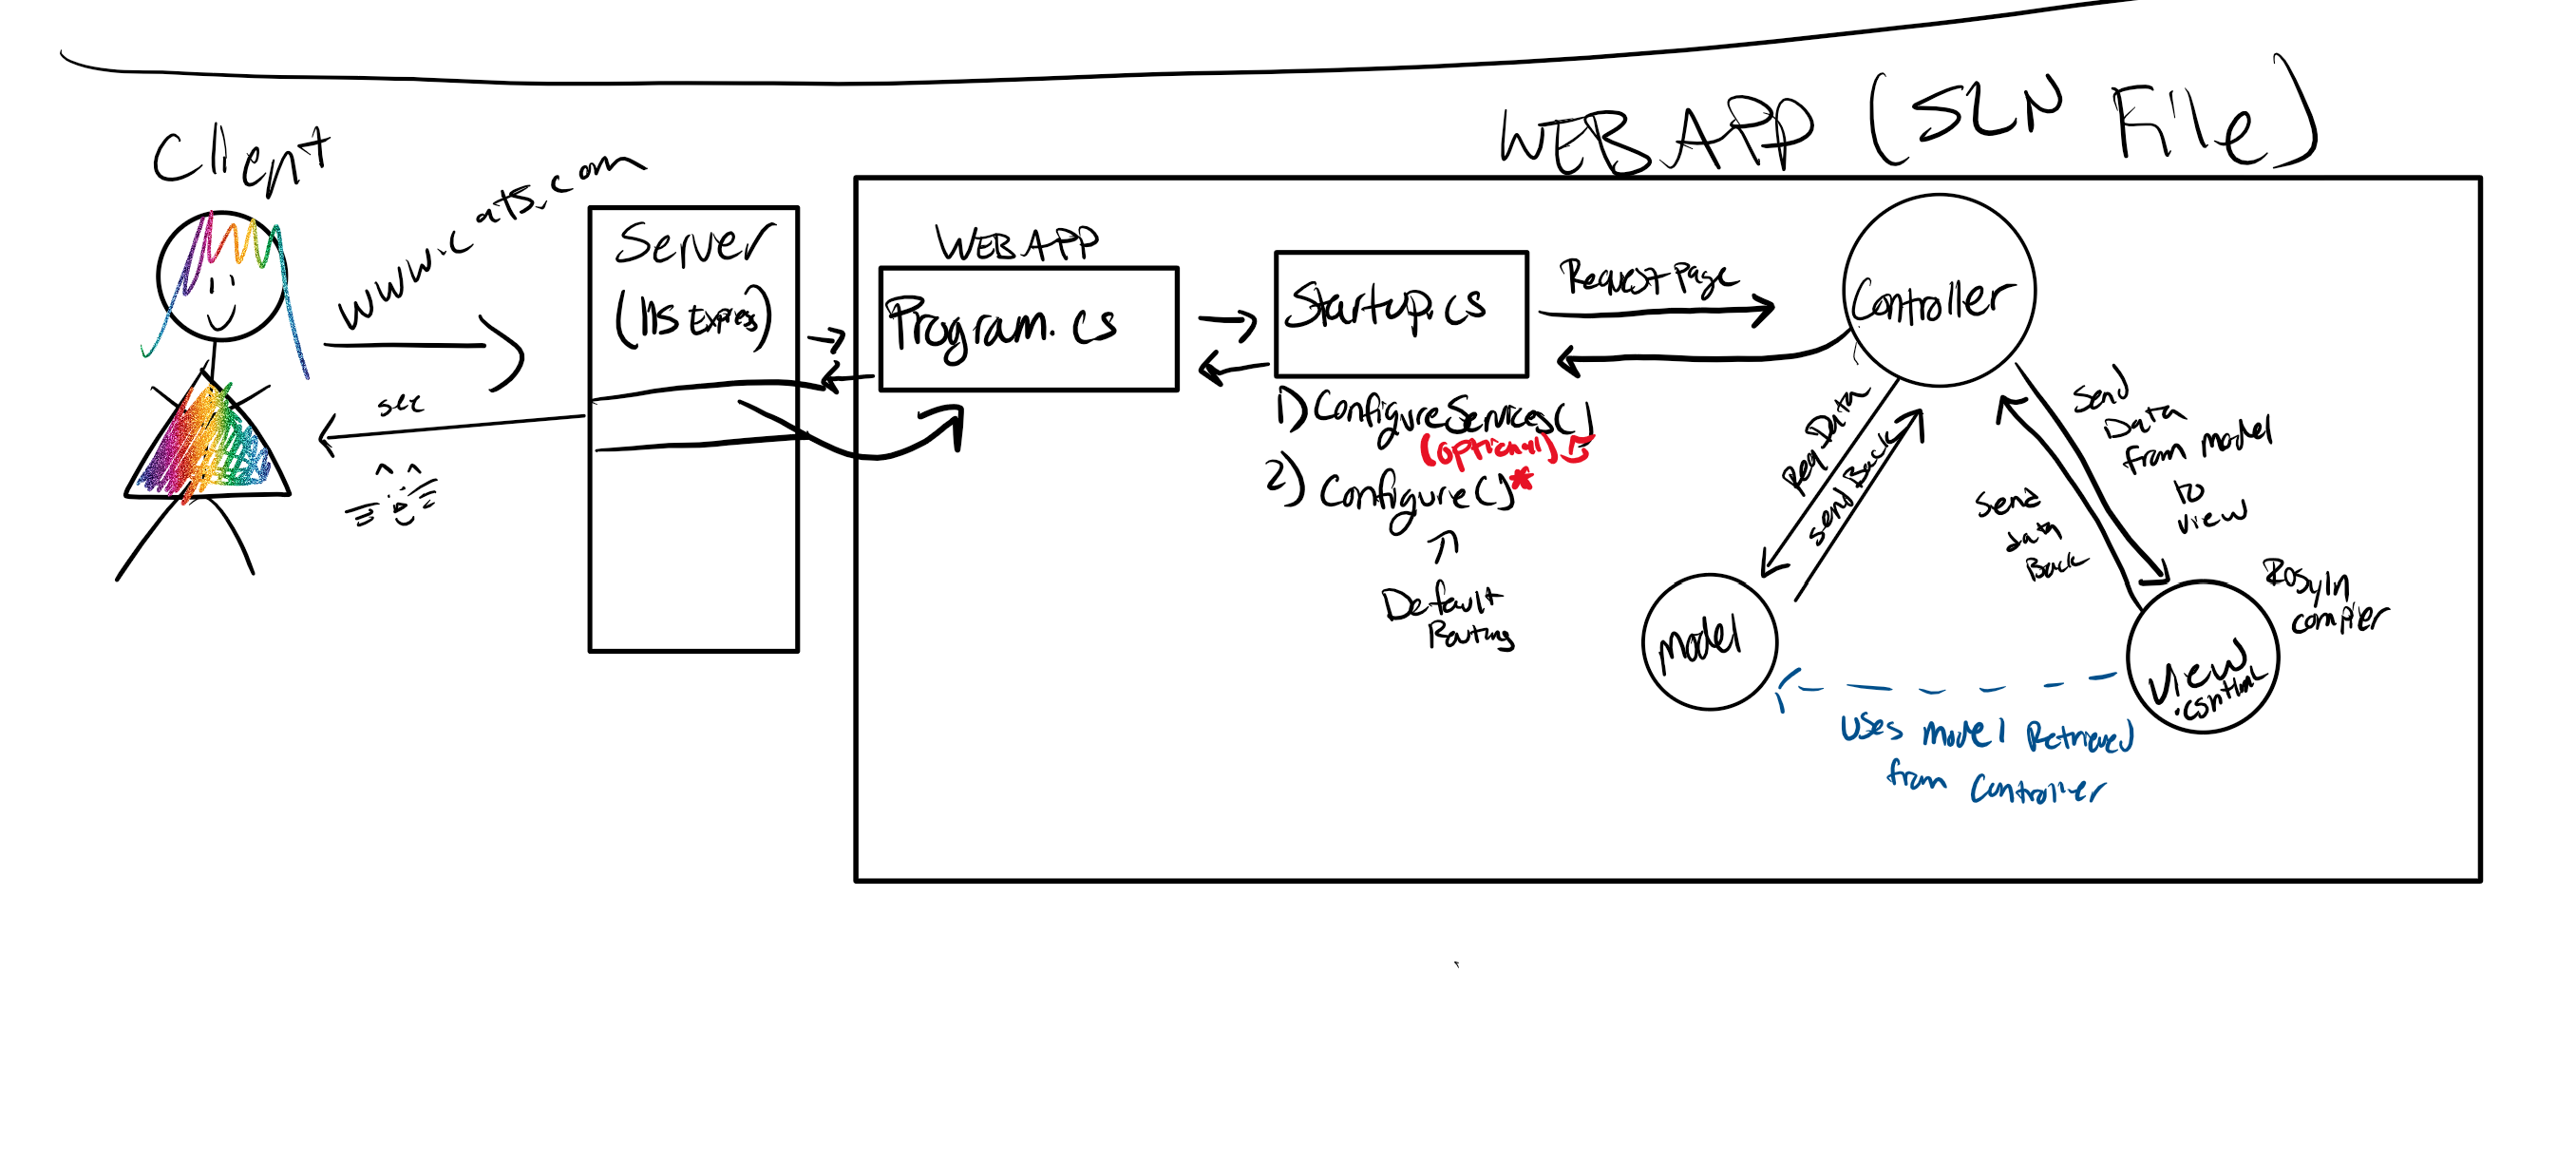 WEB APP (SLN File)
Client
www.cats.com
see
Server
(IIS Express)
WEB APP
Program.cs
Startup.cs
1) ConfigureServices()
(optional)
2) Configure()*
Default
Routing
Request Page
Controller
Req Data
Send Back
Send
Data
from model
to
view
Send
data
Back
Model
View
.cshtml
Rosyln
compiler
Uses Model Retrieved
from Controller